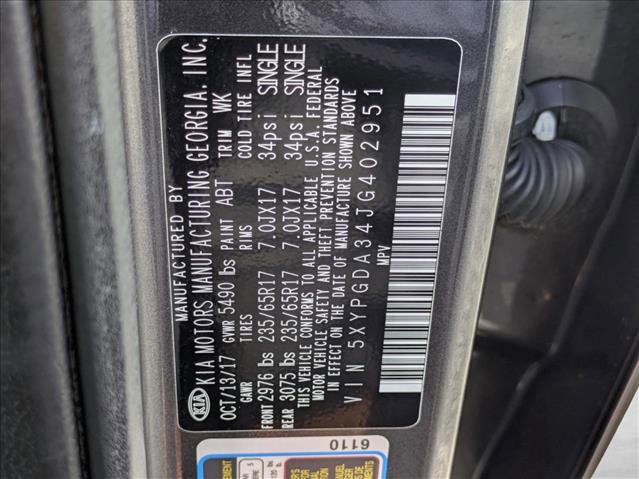 MANUFACTURED BY
KIA KIA MOTORS MANUFACTURING GEORGIA, INC.
OCT/13/17 GVWR 5490 lbs PAINT ABT TRIM WK
GAWR TIRES RIMS COLD TIRE INFL
FRONT 2976 lbs 235/65R17 7.0JX17 34psi SINGLE
REAR 3075 lbs 235/65R17 7.0JX17 34psi SINGLE
THIS VEHICLE CONFORMS TO ALL APPLICABLE U.S.A. FEDERAL
MOTOR VEHICLE SAFETY AND THEFT PREVENTION STANDARDS
IN EFFECT ON THE DATE OF MANUFACTURE SHOWN ABOVE
VIN 5XYPGDA34JG402951
MPV
6110